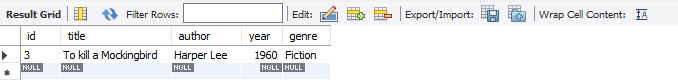 Result Grid Filter Rows: Edit: Export/Import: Wrap Cell Content: IA
id title author year genre
3 To kill a Mockingbird Harper Lee 1960 Fiction
NULL NULL NULL NULL NULL